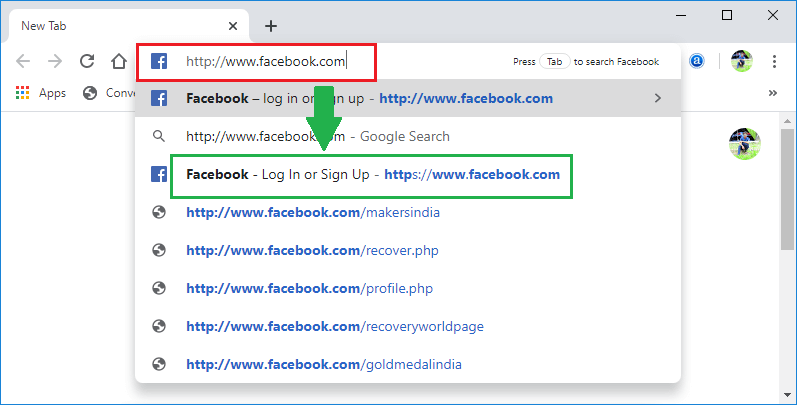 New Tab
http://www.facebook.com
Press Tab to search Facebook
Apps
Facebook – log in or sign up - http://www.facebook.com
http://www.facebook.com - Google Search
Facebook - Log In or Sign Up - https://www.facebook.com
http://www.facebook.com/makersindia
http://www.facebook.com/recover.php
http://www.facebook.com/profile.php
http://www.facebook.com/recoveryworldpage
http://www.facebook.com/goldmedalindia